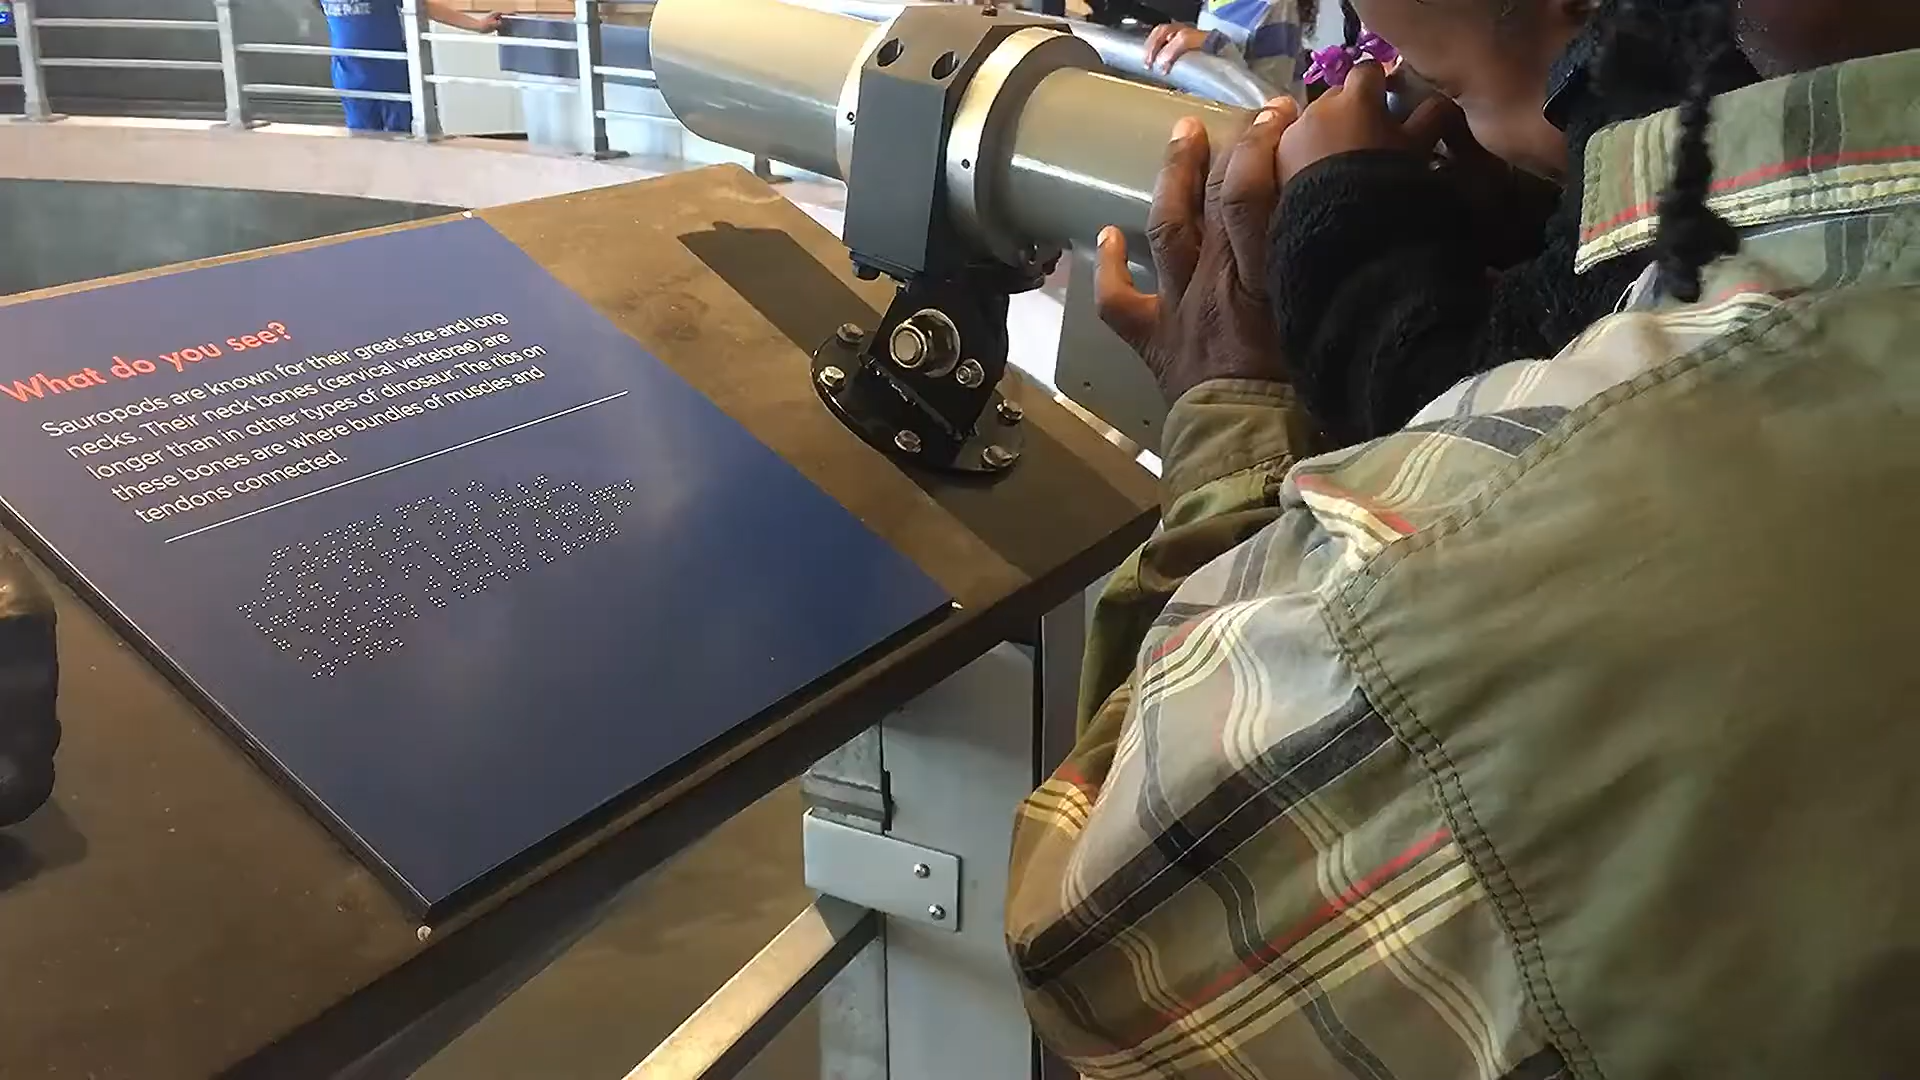 What do you see?
Sauropods are known for their great size and long
necks. Their neck bones (cervical vertebrae) are
longer than in other types of dinosaur. The ribs on
these bones are where bundles of muscles and
tendons connected.